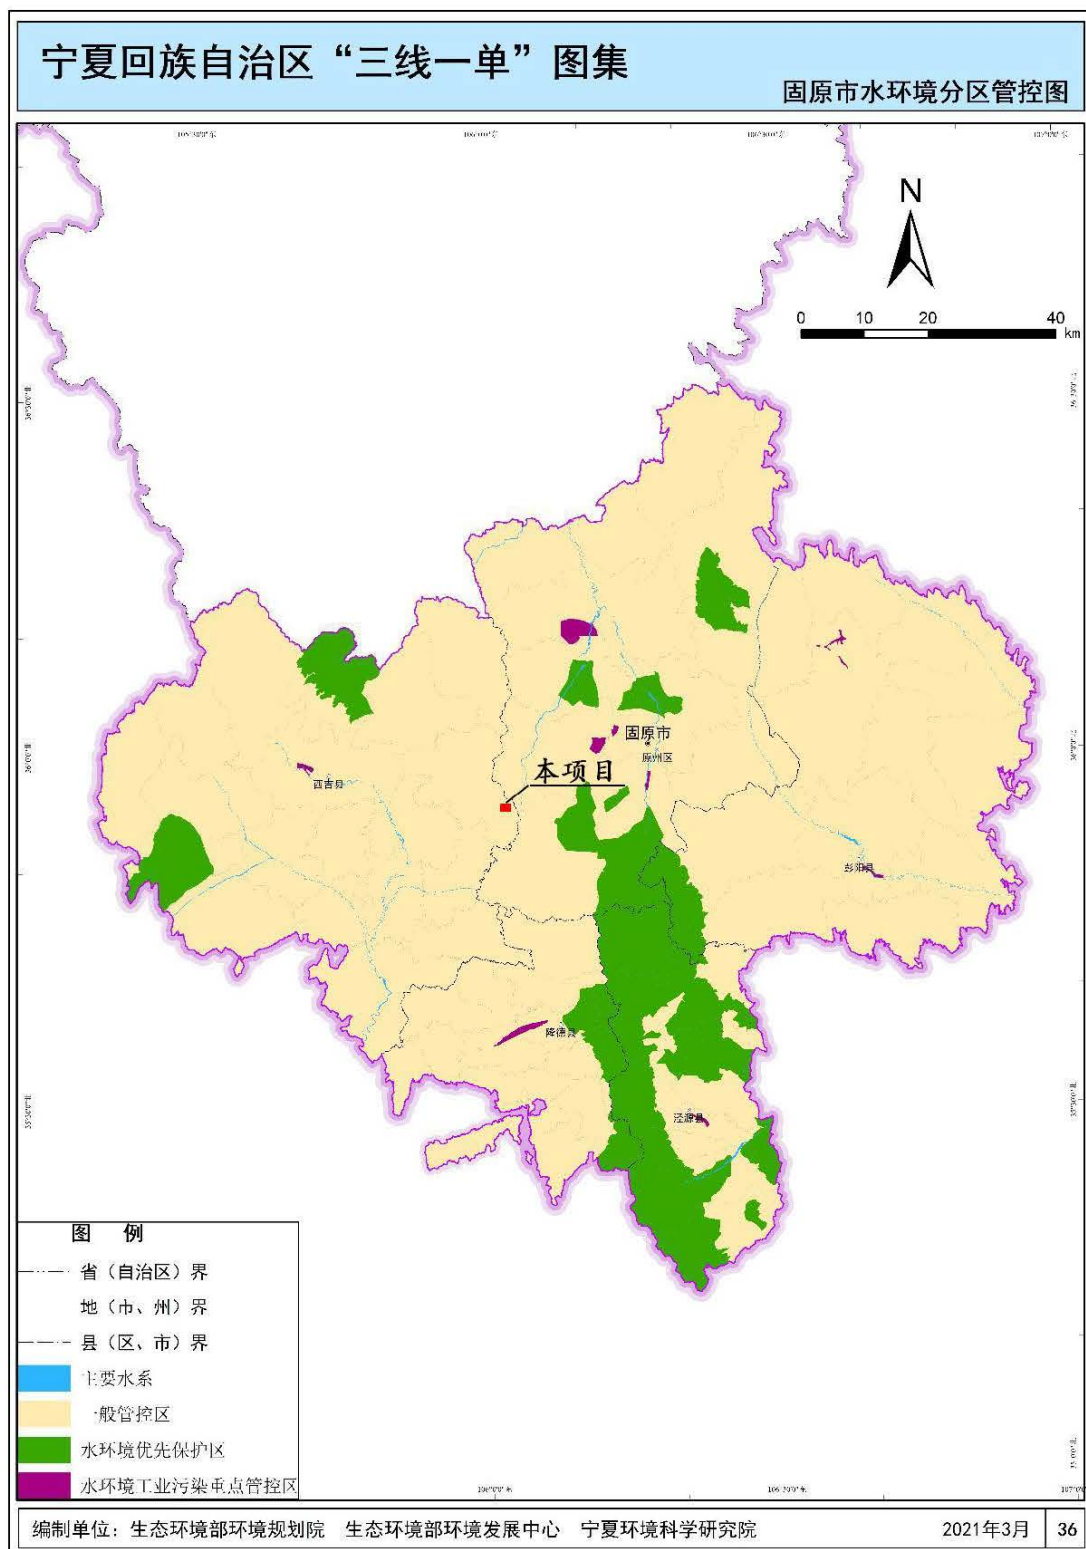 宁夏回族自治区“三线一单”图集
固原市水环境分区管控图
106°0'0"东
N
0 10 20 40
km
固原市
原州区
本项目
西吉县
彭阳县
隆德县
泾源县
图 例
省（自治区）界
地（市、州）界
县（区、市）界
主要水系
一般管控区
水环境优先保护区
水环境工业污染重点管控区
编制单位：生态环境部环境规划院 生态环境部环境发展中心 宁夏环境科学研究院
2021年3月
36